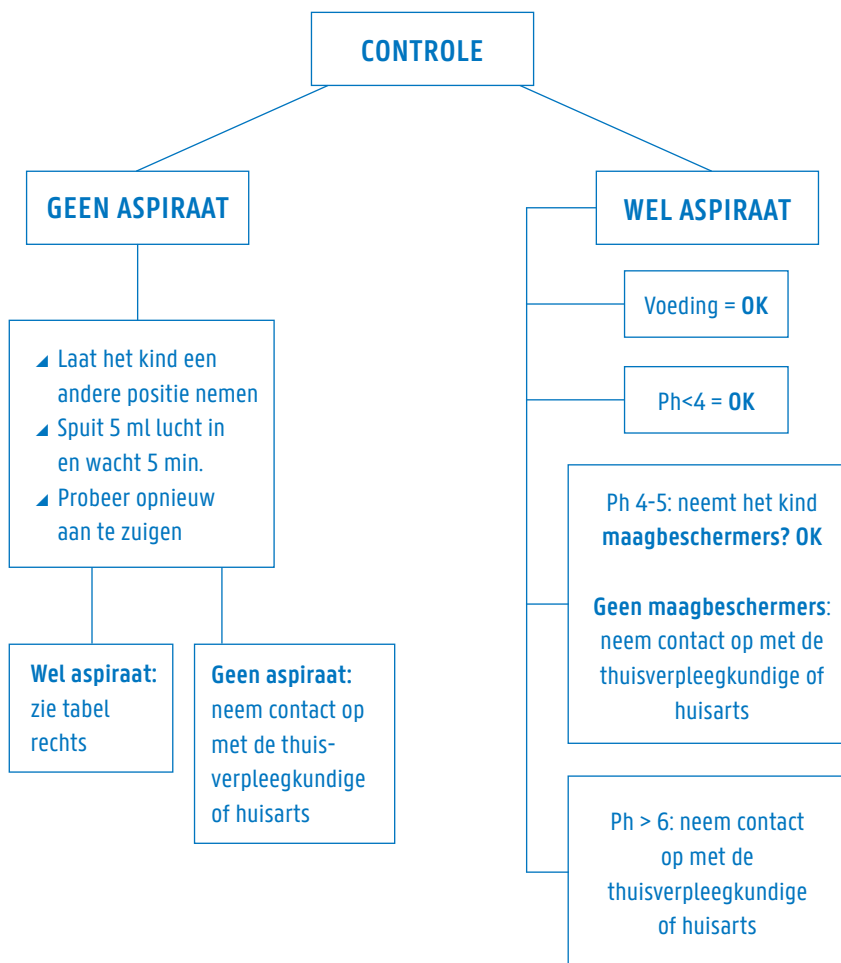 CONTROLE
GEEN ASPIRAAT
◢ Laat het kind een
andere positie nemen
◢ Spuit 5 ml lucht in
en wacht 5 min.
◢ Probeer opnieuw
aan te zuigen
Wel aspiraat:
zie tabel
rechts
Geen aspiraat:
neem contact op
met de thuis-
verpleegkundige
of huisarts
WEL ASPIRAAT
Voeding = OK
Ph<4 = OK
Ph 4-5: neemt het kind
maagbeschermers? OK
Geen maagbeschermers:
neem contact op met de
thuisverpleegkundige of
huisarts
Ph > 6: neem contact
op met de
thuisverpleegkundige
of huisarts